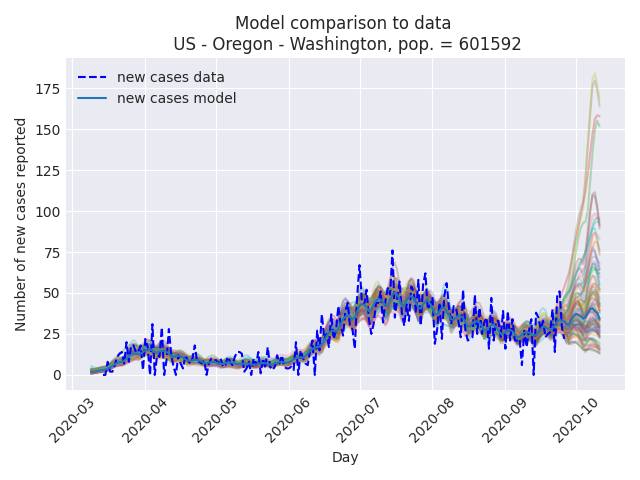 Model comparison to data
US - Oregon - Washington, pop. = 601592
new cases data
new cases model
Number of new cases reported
175
150
125
100
75
50
25
0
2020-03
2020-04
2020-05
2020-06
2020-07
2020-08
2020-09
2020-10
Day